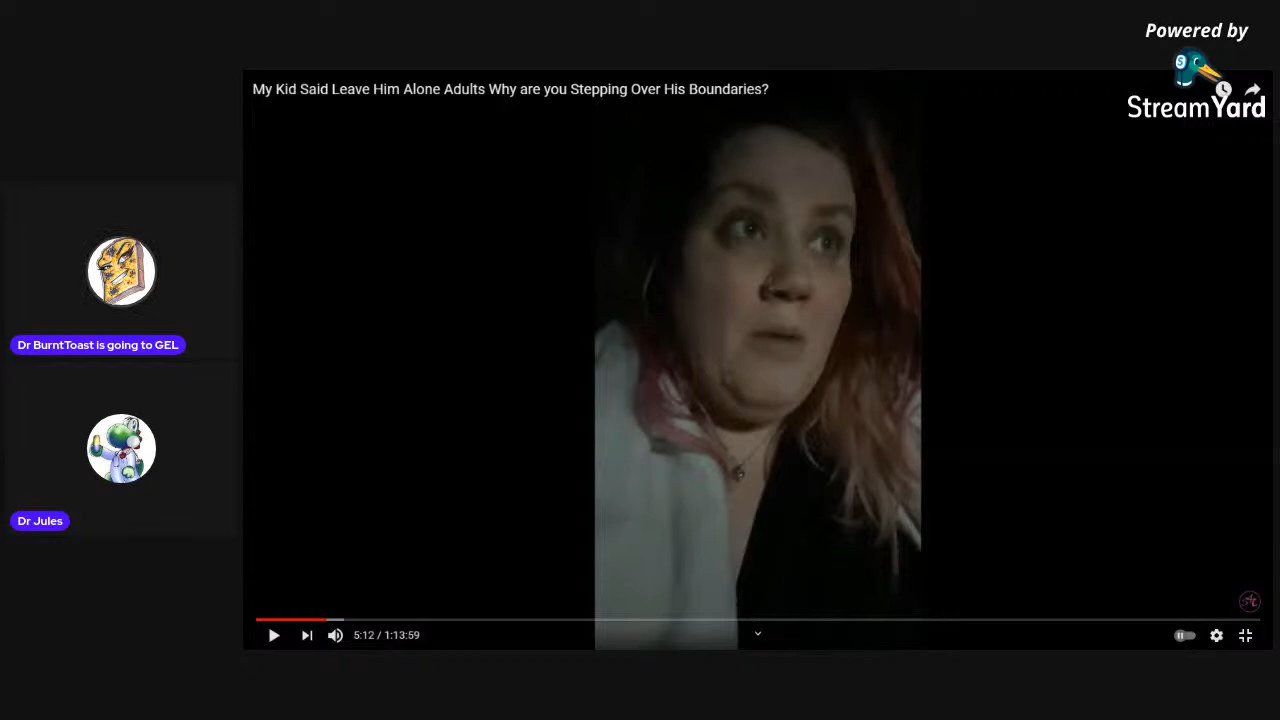 Powered by
StreamYard
My Kid Said Leave Him Alone Adults Why are you Stepping Over His Boundaries?
Dr BurntToast is going to GEL
Dr Jules
5:12 / 1:13:59